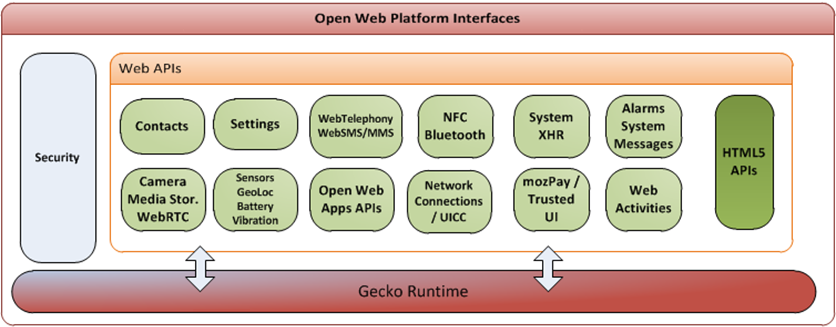 Open Web Platform Interfaces
Security
Web APIs
Contacts
Settings
WebTelephony
WebSMS/MMS
NFC
Bluetooth
System
XHR
Alarms
System
Messages
HTML5
APIs
Camera
Media Stor.
WebRTC
Sensors
GeoLoc
Battery
Vibration
Open Web
Apps APIs
Network
Connections
/ UICC
mozPay /
Trusted
UI
Web
Activities
Gecko Runtime